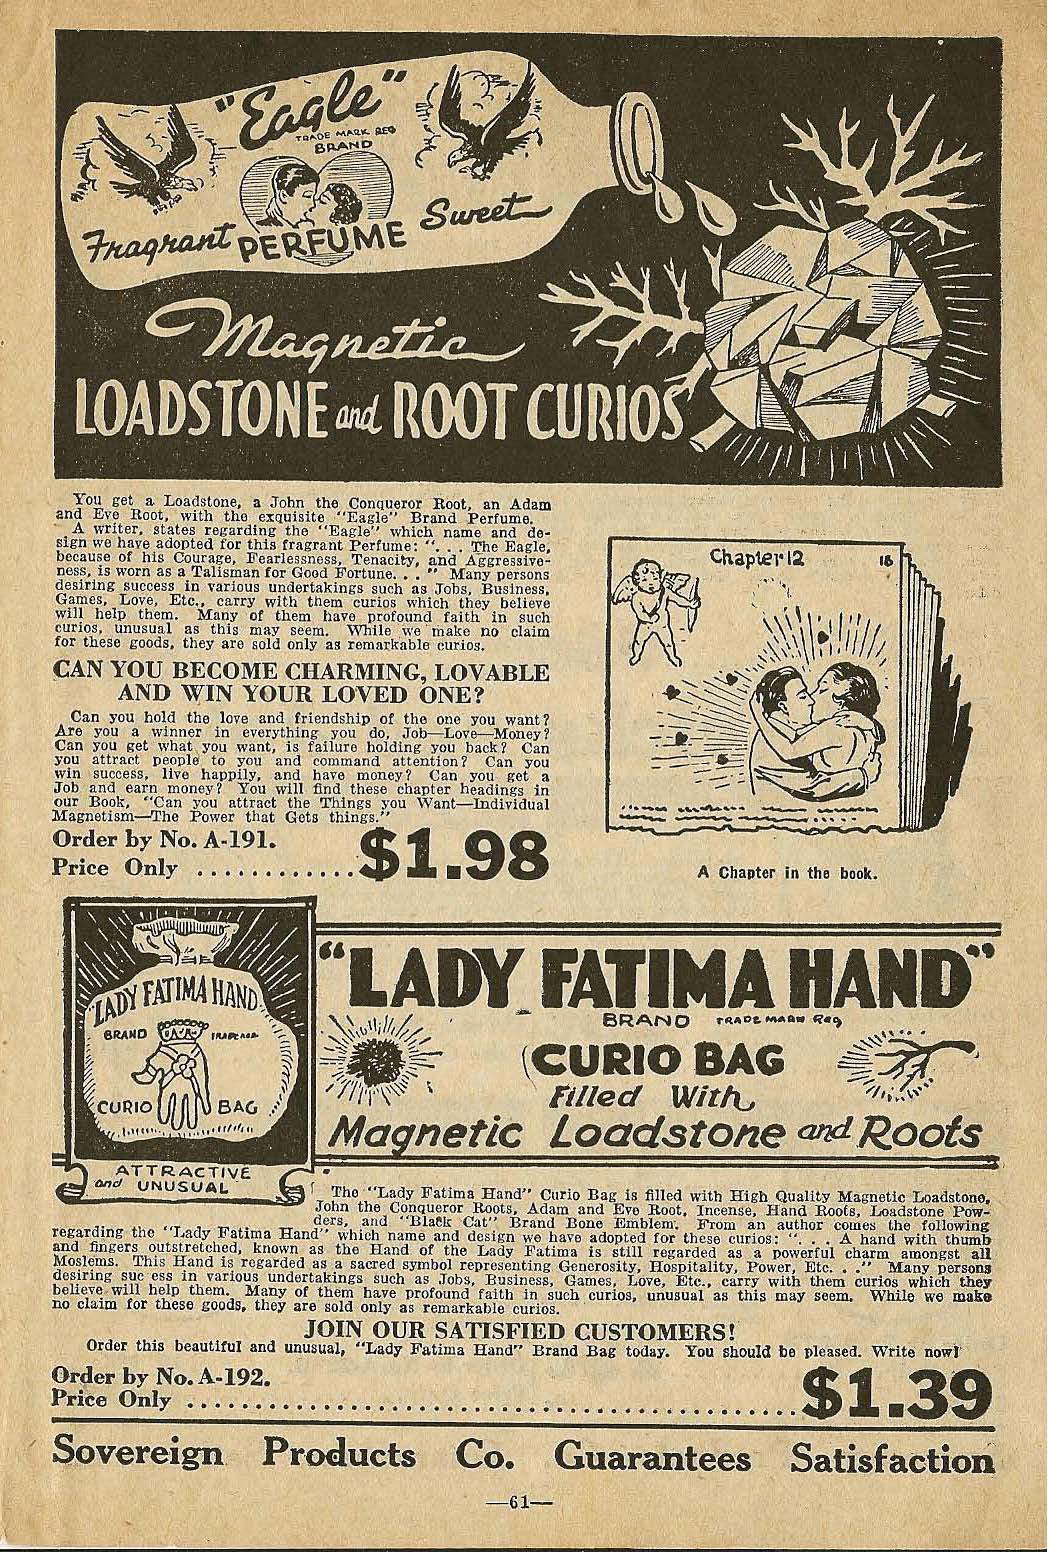 "Eagle"
TRADE MARK REG
BRAND
Fragrant PERFUME Sweet
Magnetic
LOADSTONE and ROOT CURIOS
You get a Loadstone, a John the Conqueror Root, an Adam
and Eve Root, with the exquisite "Eagle" Brand Perfume.
A writer, states regarding the "Eagle" which name and de-
sign we have adopted for this fragrant Perfume: ". . . The Eagle,
because of his Courage, Fearlessness, Tenacity, and Aggressive-
ness, is worn as a Talisman for Good Fortune. . . " Many persons
desiring success in various undertakings such as Jobs, Business,
Games, Love, Etc., carry with them curios which they believe
will help them. Many of them have profound faith in such
curios, unusual as this may seem. While we make no claim
for these goods, they are sold only as remarkable curios.
CAN YOU BECOME CHARMING, LOVABLE
AND WIN YOUR LOVED ONE?
Can you hold the love and friendship of the one you want?
Are you a winner in everything you do, Job—Love—Money?
Can you get what you want, is failure holding you back? Can
you attract people to you and command attention? Can you
win success, live happily, and have money? Can you get a
Job and earn money? You will find these chapter headings in
our Book, "Can you attract the Things you Want—Individual
Magnetism—The Power that Gets things."
Order by No. A-191.
Price Only ............. $1.98
Chapter 12 18
A Chapter in the book.
"LADY FATIMA HAND"
BRAND TRADE MARK
CURIO BAG
ATTRACTIVE
and UNUSUAL
"LADY FATIMA HAND"
BRAND TRADE MARK Reg
CURIO BAG
Filled With
Magnetic Loadstone and Roots
The "Lady Fatima Hand" Curio Bag is filled with High Quality Magnetic Loadstone,
John the Conqueror Roots, Adam and Eve Root, Incense, Hand Roots, Loadstone Pow-
ders, and "Black Cat" Brand Bone Emblem. From an author comes the following
regarding the "Lady Fatima Hand" which name and design we have adopted for these curios: ". . . A hand with thumb
and fingers outstretched, known as the Hand of the Lady Fatima is still regarded as a powerful charm amongst all
Moslems. This Hand is regarded as a sacred symbol representing Generosity, Hospitality, Power, Etc. . ." Many persons
desiring suc ess in various undertakings such as Jobs, Business, Games, Love, Etc., carry with them curios which they
believe will help them. Many of them have profound faith in such curios, unusual as this may seem. While we make
no claim for these goods, they are sold only as remarkable curios.
JOIN OUR SATISFIED CUSTOMERS!
Order this beautiful and unusual, "Lady Fatima Hand" Brand Bag today. You should be pleased. Write now!
Order by No. A-192.
Price Only .................................................. $1.39
Sovereign Products Co. Guarantees Satisfaction
—61—